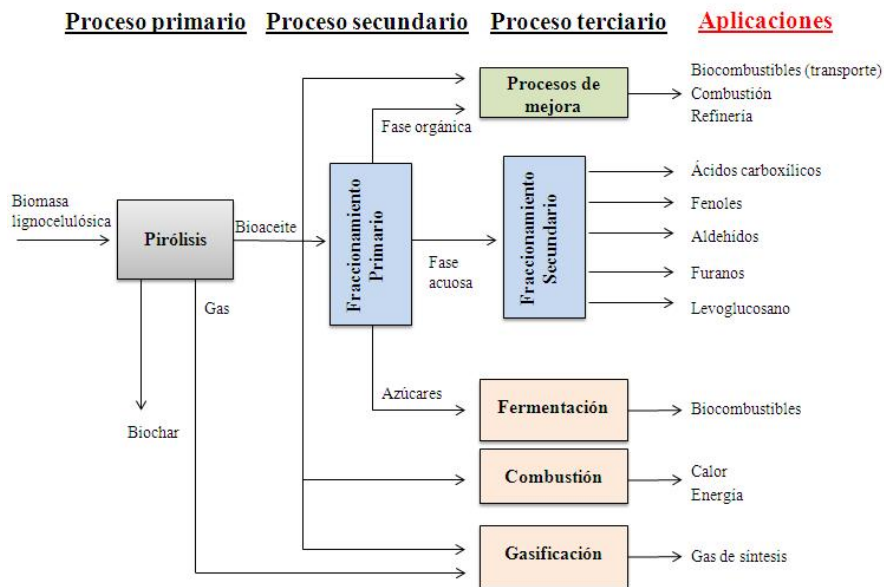 Proceso primario Proceso secundario Proceso terciario Aplicaciones
Procesos de
mejora
Biocombustibles (transporte)
Combustión
Refinería
Fase orgánica
Biomasa
lignocelulósica
Pirólisis
Bioaceite
Fraccionamiento
Primario
Fase
acuosa
Fraccionamiento
Secundario
Ácidos carboxílicos
Fenoles
Aldehídos
Furanos
Levoglucosano
Gas
Biochar
Azúcares
Fermentación
Biocombustibles
Combustión
Calor
Energía
Gasificación
Gas de síntesis